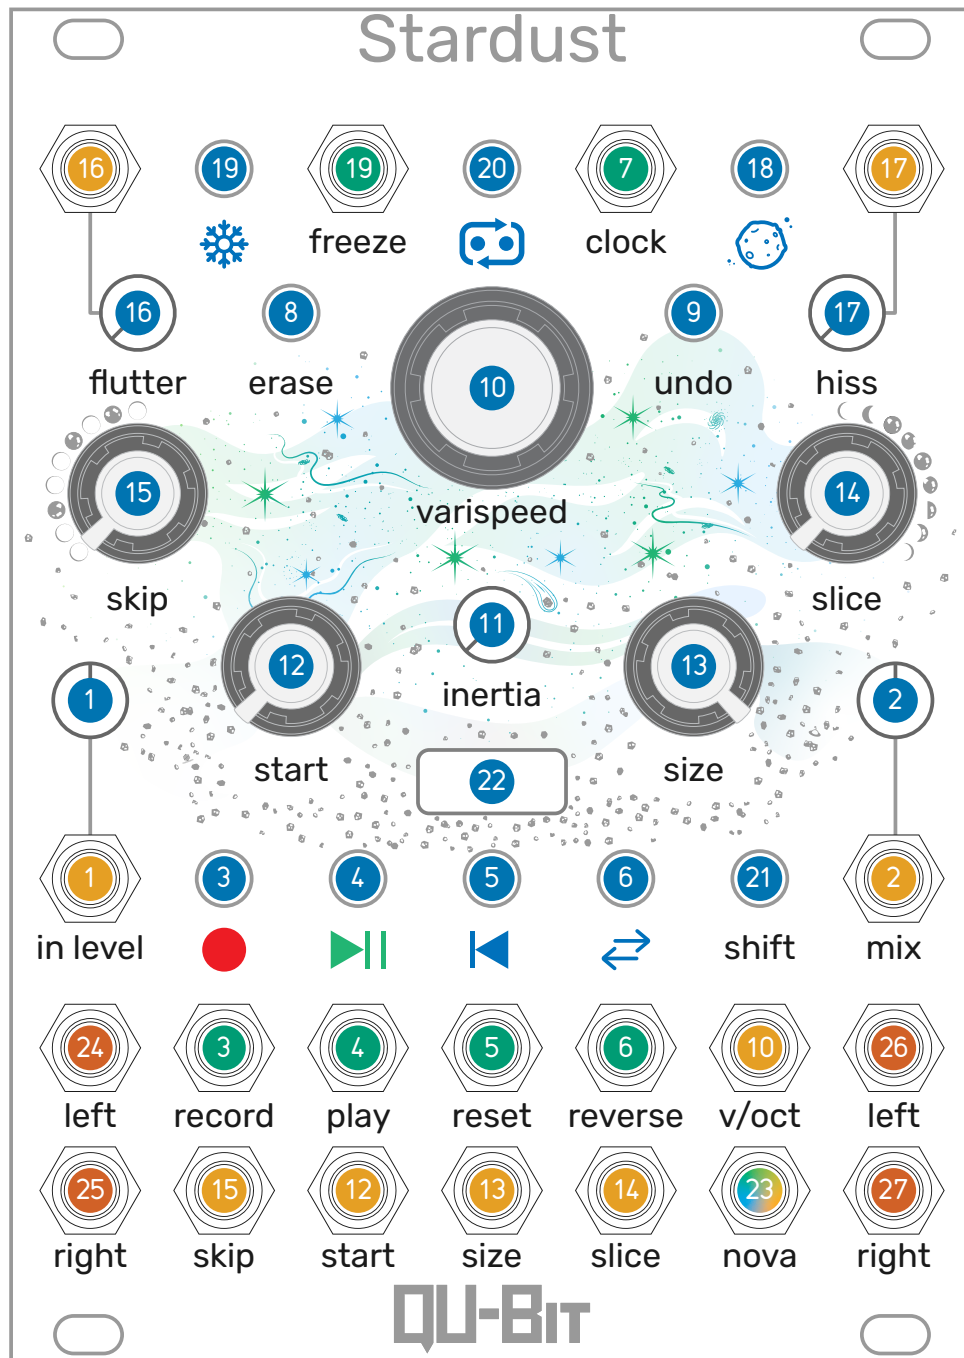 Stardust
16 19 19 20 7 18 17
freeze clock
16 8 10 9 17
flutter erase undo hiss
15 14
varispeed
skip slice
11
1 12 13 2
inertia
start 22 size
1 3 4 5 6 21 2
in level shift mix
24 3 4 5 6 10 26
left record play reset reverse v/oct left
25 15 12 13 14 23 27
right skip start size slice nova right
QU-BIT